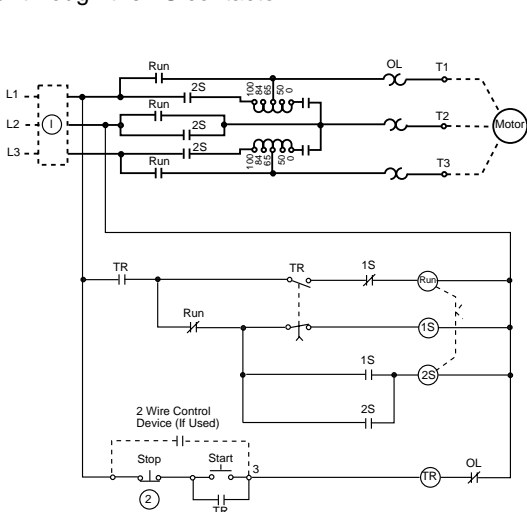 Run
OL
T1
L1
2S
100 84 65 50 0
Run
L2
I
2S
T2
Motor
2S
L3
100 84 65 50 0
Run
T3
TR
TR
1S
Run
Run
1S
1S
2S
2S
2 Wire Control
Device (If Used)
Stop
Start
3
OL
TR
2
TR